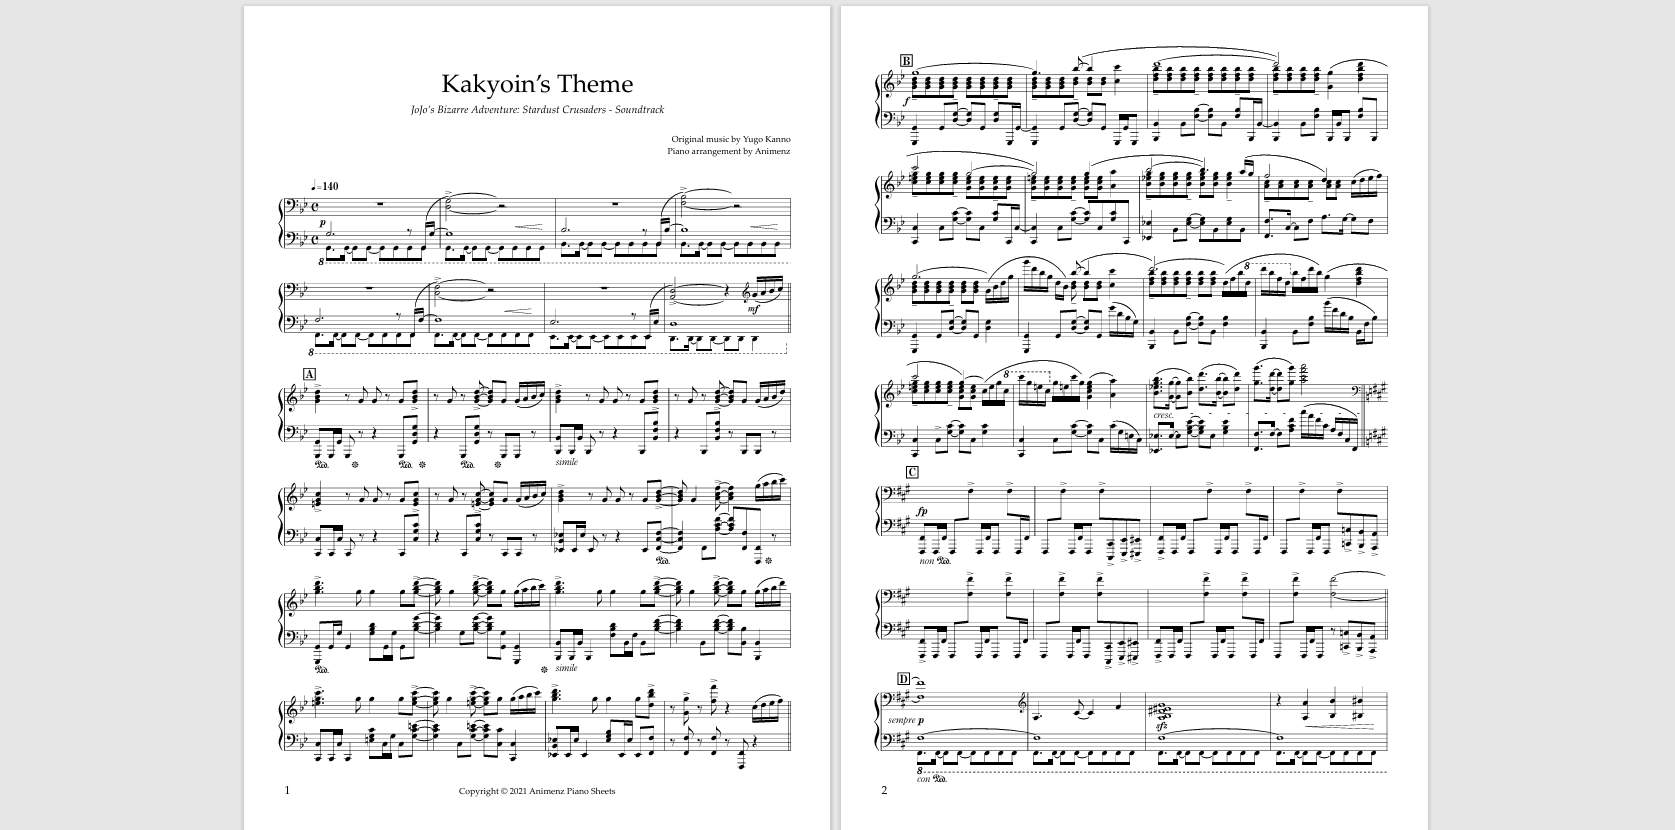 Kakyoin's Theme
JoJo's Bizarre Adventure: Stardust Crusaders - Soundtrack
Original music by Yugo Kanno
Piano arrangement by Animenz
♩=140
p
8
8
mf
A
simile
simile
1
Copyright © 2021 Animenz Piano Sheets
B
f
8
8
cresc.
C
fp
non
D
sempre p
sfz
8
con
2